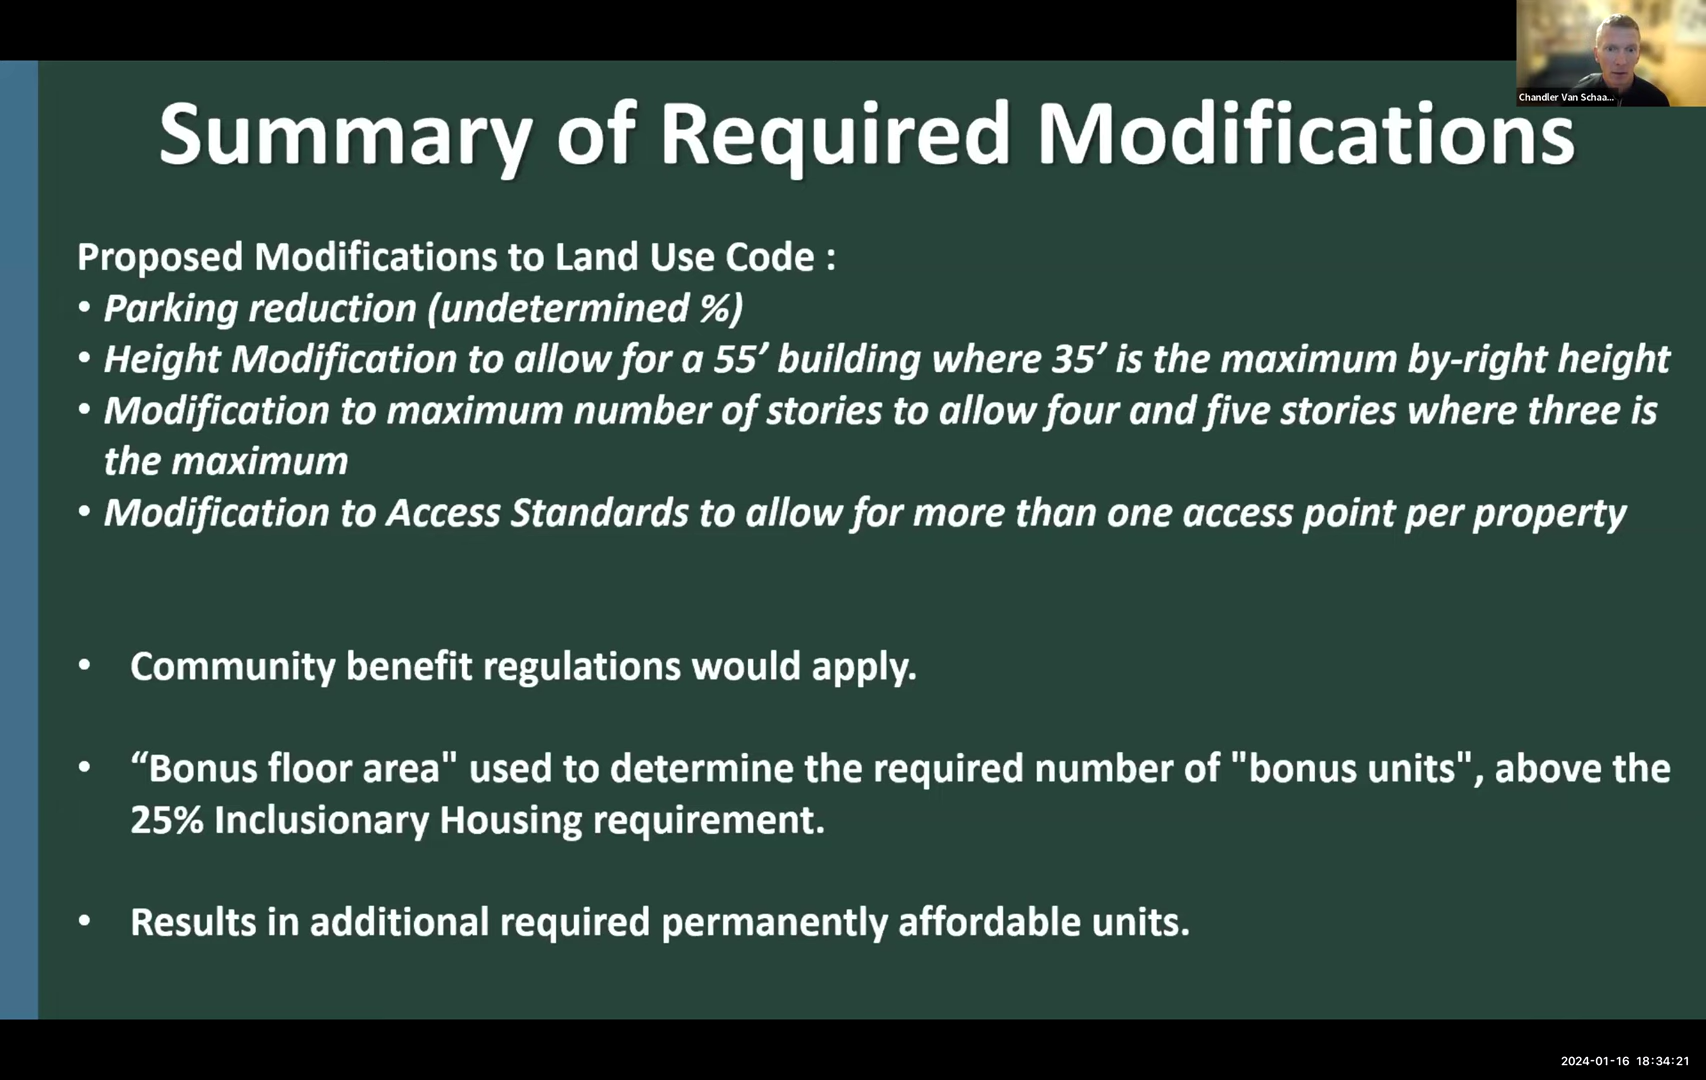 Chandler Van Schaa...
Summary of Required Modifications
Proposed Modifications to Land Use Code :
• Parking reduction (undetermined %)
• Height Modification to allow for a 55’ building where 35’ is the maximum by-right height
• Modification to maximum number of stories to allow four and five stories where three is
the maximum
• Modification to Access Standards to allow for more than one access point per property
• Community benefit regulations would apply.
• “Bonus floor area" used to determine the required number of "bonus units", above the
25% Inclusionary Housing requirement.
• Results in additional required permanently affordable units.
2024-01-16 18:34:21